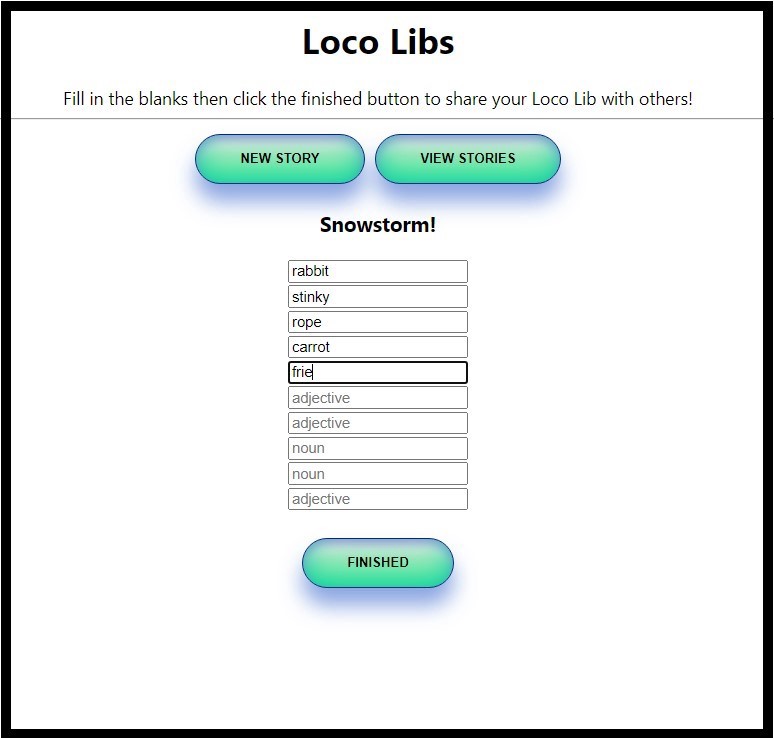 Loco Libs
Fill in the blanks then click the finished button to share your Loco Lib with others!
NEW STORY VIEW STORIES
Snowstorm!
rabbit
stinky
rope
carrot
frie
adjective
adjective
noun
noun
adjective
FINISHED